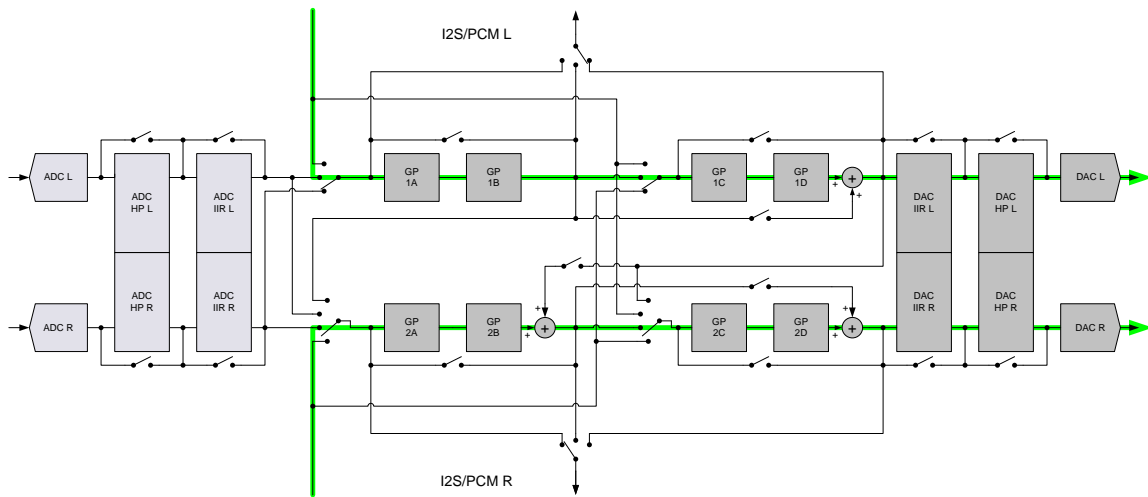 I2S/PCM L
ADC L
ADC
HP L
ADC
IIR L
GP
1A
GP
1B
GP
1C
GP
1D
+
+
+
DAC
IIR L
DAC
HP L
DAC L
ADC R
ADC
HP R
ADC
IIR R
GP
2A
GP
2B
+
+
+
GP
2C
GP
2D
+
+
+
DAC
IIR R
DAC
HP R
DAC R
I2S/PCM R